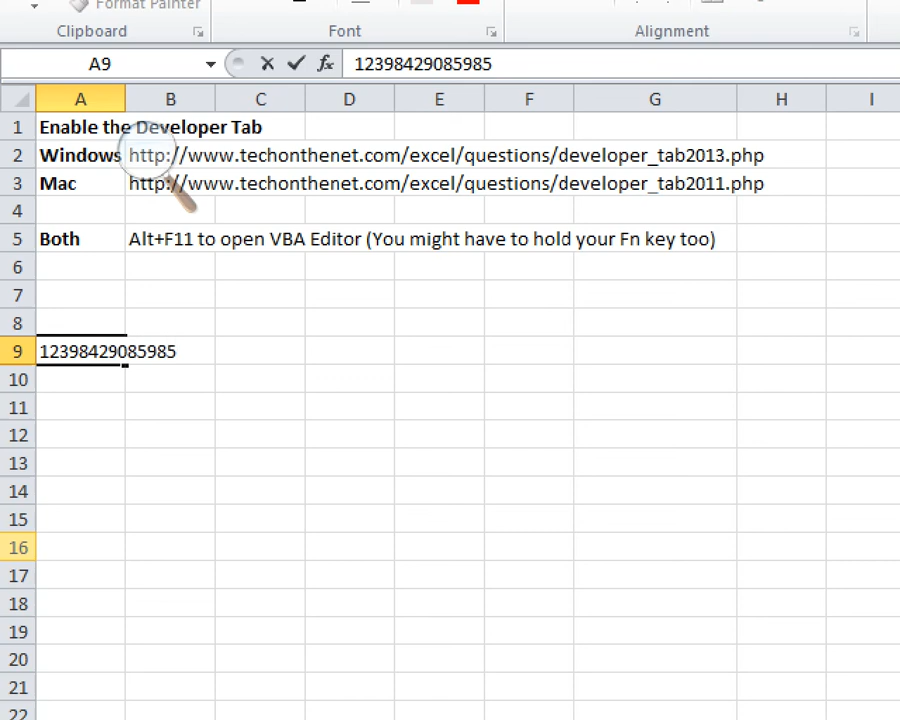 Format Painter
Clipboard
Font
Alignment
A9
fx
12398429085985
A B C D E F G H I
1 Enable the Developer Tab
2 Windows http://www.techonthenet.com/excel/questions/developer_tab2013.php
3 Mac http://www.techonthenet.com/excel/questions/developer_tab2011.php
4
5 Both Alt+F11 to open VBA Editor (You might have to hold your Fn key too)
6
7
8
9 12398429085985
10
11
12
13
14
15
16
17
18
19
20
21
22